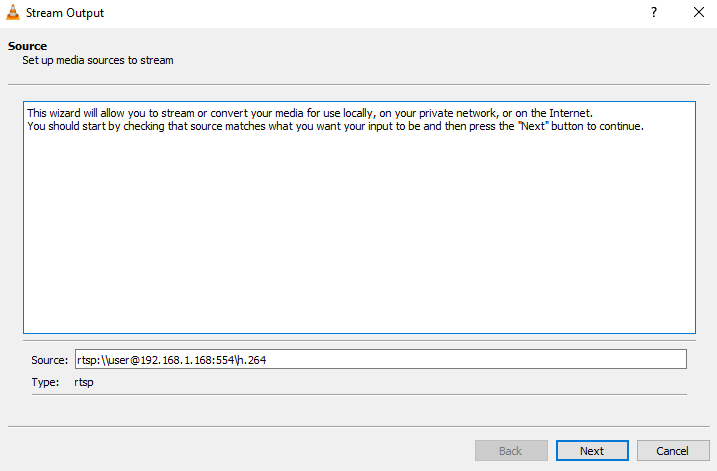 Stream Output
Source
Set up media sources to stream
This wizard will allow you to stream or convert your media for use locally, on your private network, or on the Internet.
You should start by checking that source matches what you want your input to be and then press the "Next" button to continue.
Source: rtsp:\\user@192.168.1.168:554\h.264
Type: rtsp
Back Next Cancel